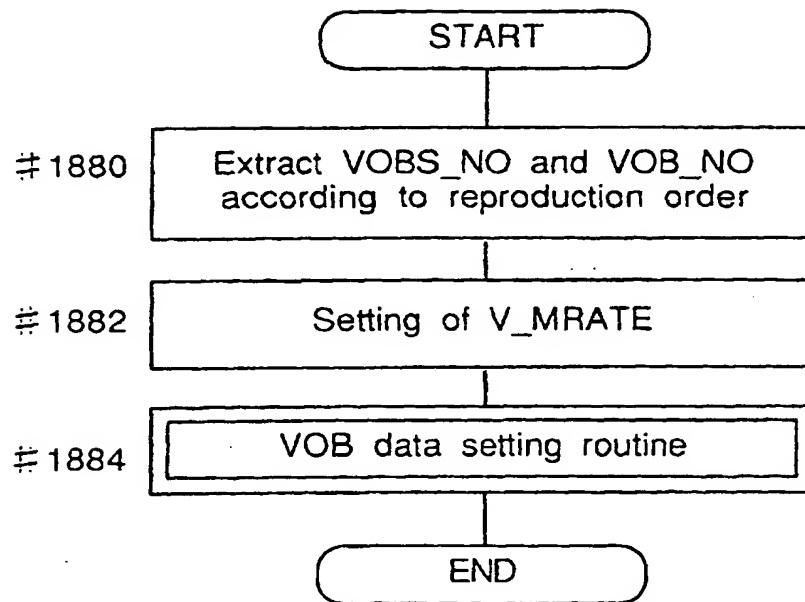 START
#1880
Extract VOBS_NO and VOB_NO
according to reproduction order
#1882
Setting of V_MRATE
#1884
VOB data setting routine
END